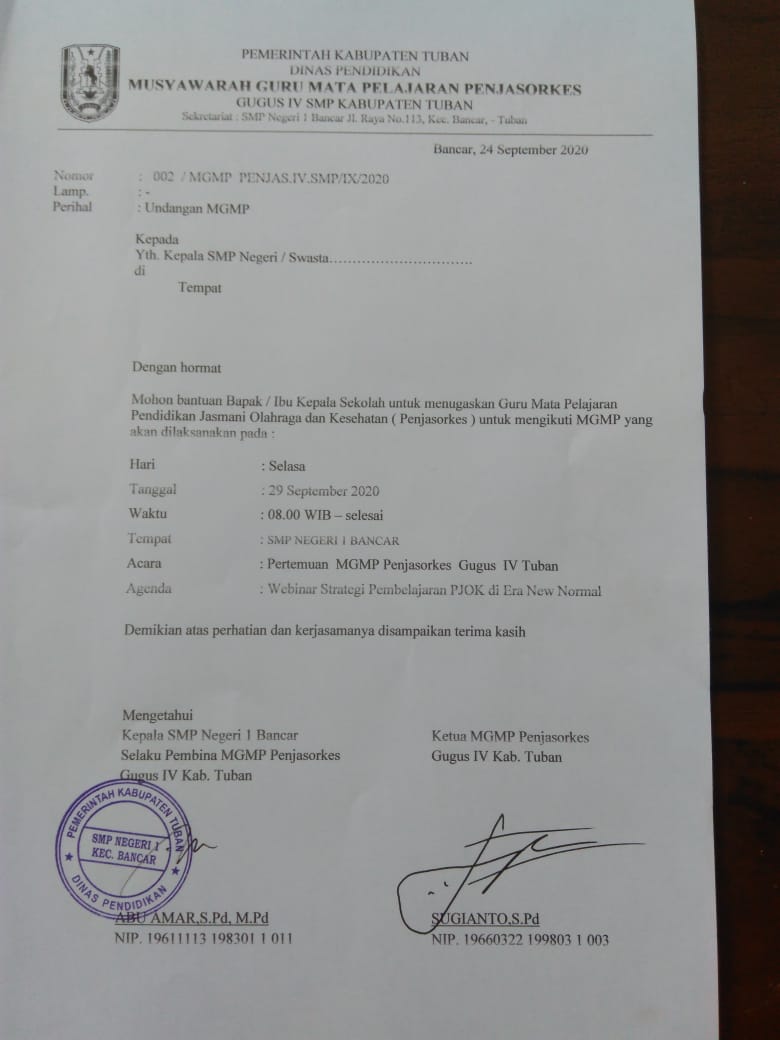 PEMERINTAH KABUPATEN TUBAN
DINAS PENDIDIKAN
MUSYAWARAH GURU MATA PELAJARAN PENJASORKES
GUGUS IV SMP KABUPATEN TUBAN
Sekretariat : SMP Negeri 1 Bancar Jl. Raya No.113, Kec. Bancar, - Tuban
Bancar, 24 September 2020
Nomor : 002 / MGMP PENJAS.IV.SMP/IX/2020
Lamp. : -
Perihal : Undangan MGMP
Kepada
Yth. Kepala SMP Negeri / Swasta................................
di
Tempat
Dengan hormat
Mohon bantuan Bapak / Ibu Kepala Sekolah untuk menugaskan Guru Mata Pelajaran
Pendidikan Jasmani Olahraga dan Kesehatan ( Penjasorkes ) untuk mengikuti MGMP yang
akan dilaksanakan pada :
Hari : Selasa
Tanggal : 29 September 2020
Waktu : 08.00 WIB – selesai
Tempat : SMP NEGERI 1 BANCAR
Acara : Pertemuan MGMP Penjasorkes Gugus IV Tuban
Agenda : Webinar Strategi Pembelajaran PJOK di Era New Normal
Demikian atas perhatian dan kerjasamanya disampaikan terima kasih
Mengetahui
Kepala SMP Negeri 1 Bancar
Selaku Pembina MGMP Penjasorkes
Gugus IV Kab. Tuban
Ketua MGMP Penjasorkes
Gugus IV Kab. Tuban
PEMERINTAH KABUPATEN TUBAN
SMP NEGERI 1
KEC. BANCAR
DINAS PENDIDIKAN
ABU AMAR,S.Pd, M.Pd
NIP. 19611113 198301 1 011
SUGIANTO,S.Pd
NIP. 19660322 199803 1 003